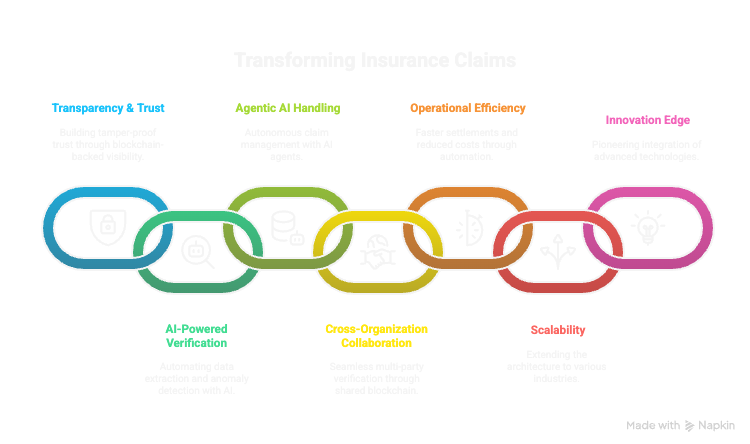 Transforming Insurance Claims
Transparency & Trust
Building tamper-proof
trust through blockchain-
backed visibility.
Agentic AI Handling
Autonomous claim
management with AI
agents.
Operational Efficiency
Faster settlements and
reduced costs through
automation.
Innovation Edge
Pioneering integration of
advanced technologies.
AI-Powered
Verification
Automating data
extraction and anomaly
detection with AI.
Cross-Organization
Collaboration
Seamless multi-party
verification through
shared blockchain.
Scalability
Extending the
architecture to various
industries.
Made with Napkin